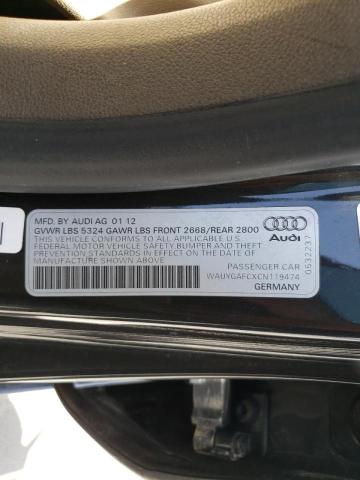 MFD. BY AUDI AG 01 12
GVWR LBS 5324 GAWR LBS FRONT 2668/REAR 2800
THIS VEHICLE CONFORMS TO ALL APPLICABLE U.S.
FEDERAL MOTOR VEHICLE SAFETY,BUMPER AND THEFT
PREVENTION STANDARDS IN EFFECT ON THE DATE
OF MANUFACTURE SHOWN ABOVE
Audi
0632237
PASSENGER CAR
WAUYGAFCXCN119474
GERMANY